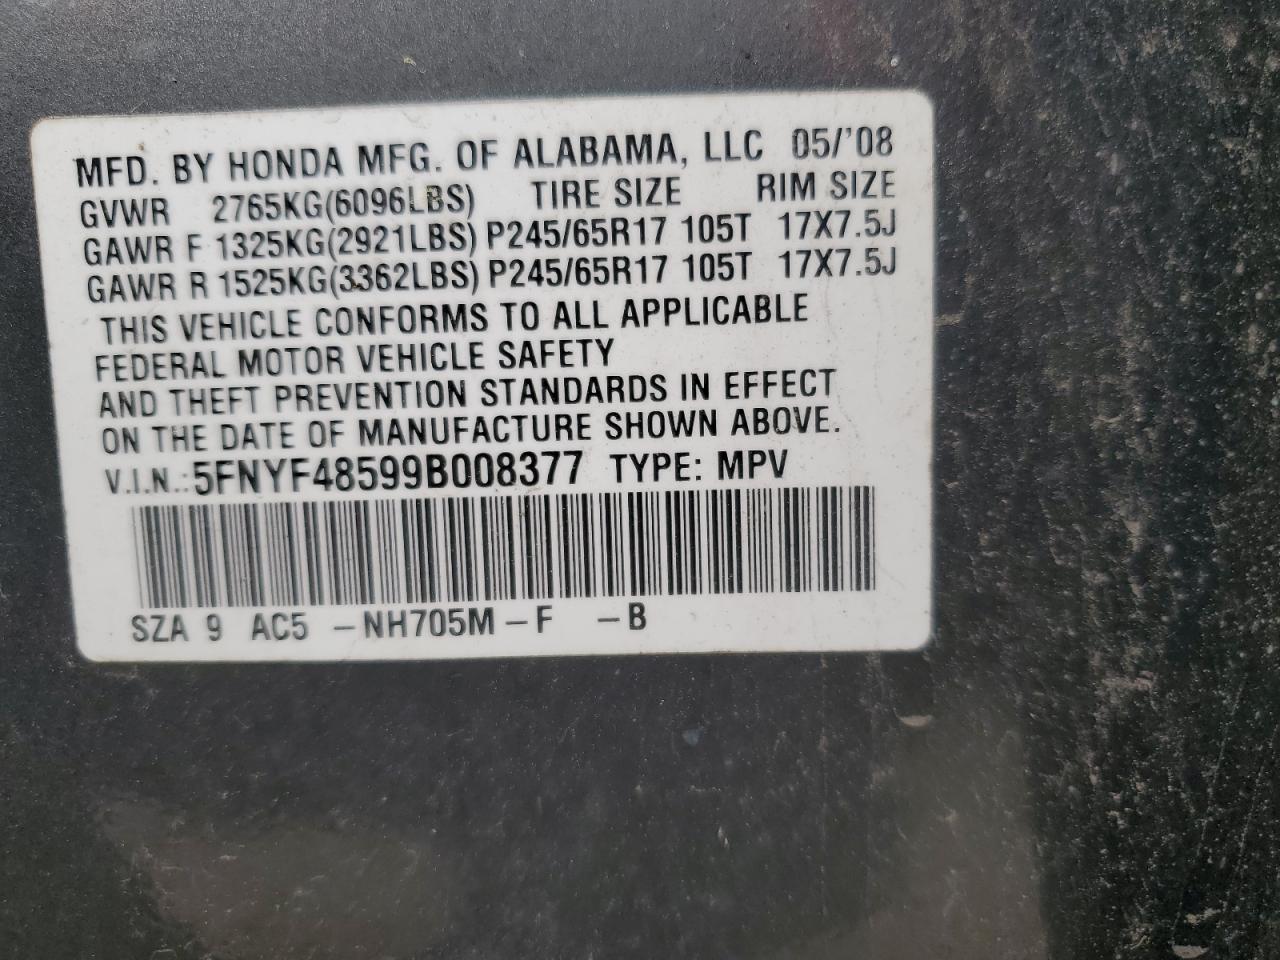 MFD. BY HONDA MFG. OF ALABAMA, LLC 05/'08
GVWR 2765KG(6096LBS) TIRE SIZE RIM SIZE
GAWR F 1325KG(2921LBS) P245/65R17 105T 17X7.5J
GAWR R 1525KG(3362LBS) P245/65R17 105T 17X7.5J
THIS VEHICLE CONFORMS TO ALL APPLICABLE
FEDERAL MOTOR VEHICLE SAFETY
AND THEFT PREVENTION STANDARDS IN EFFECT
ON THE DATE OF MANUFACTURE SHOWN ABOVE.
V.I.N.: 5FNYF48599B008377 TYPE: MPV
SZA 9 AC5 -NH705M-F -B